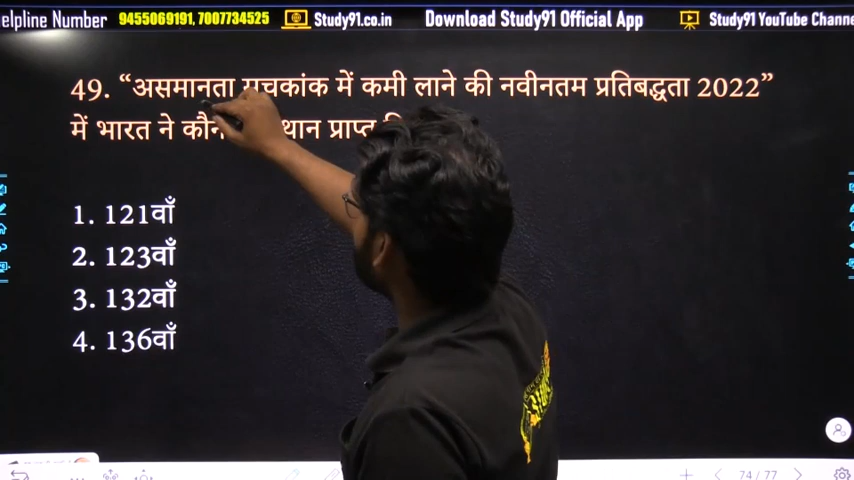 elpline Number 9455069191, 7007734525 Study91.co.in Download Study91 Official App Study91 YouTube Channe
49. “असमानता सूचकांक में कमी लाने की नवीनतम प्रतिबद्धता 2022”
में भारत ने कौन प्राप्त
1. 121वाँ
2. 123वाँ
3. 132वाँ
4. 136वाँ
74 / 77